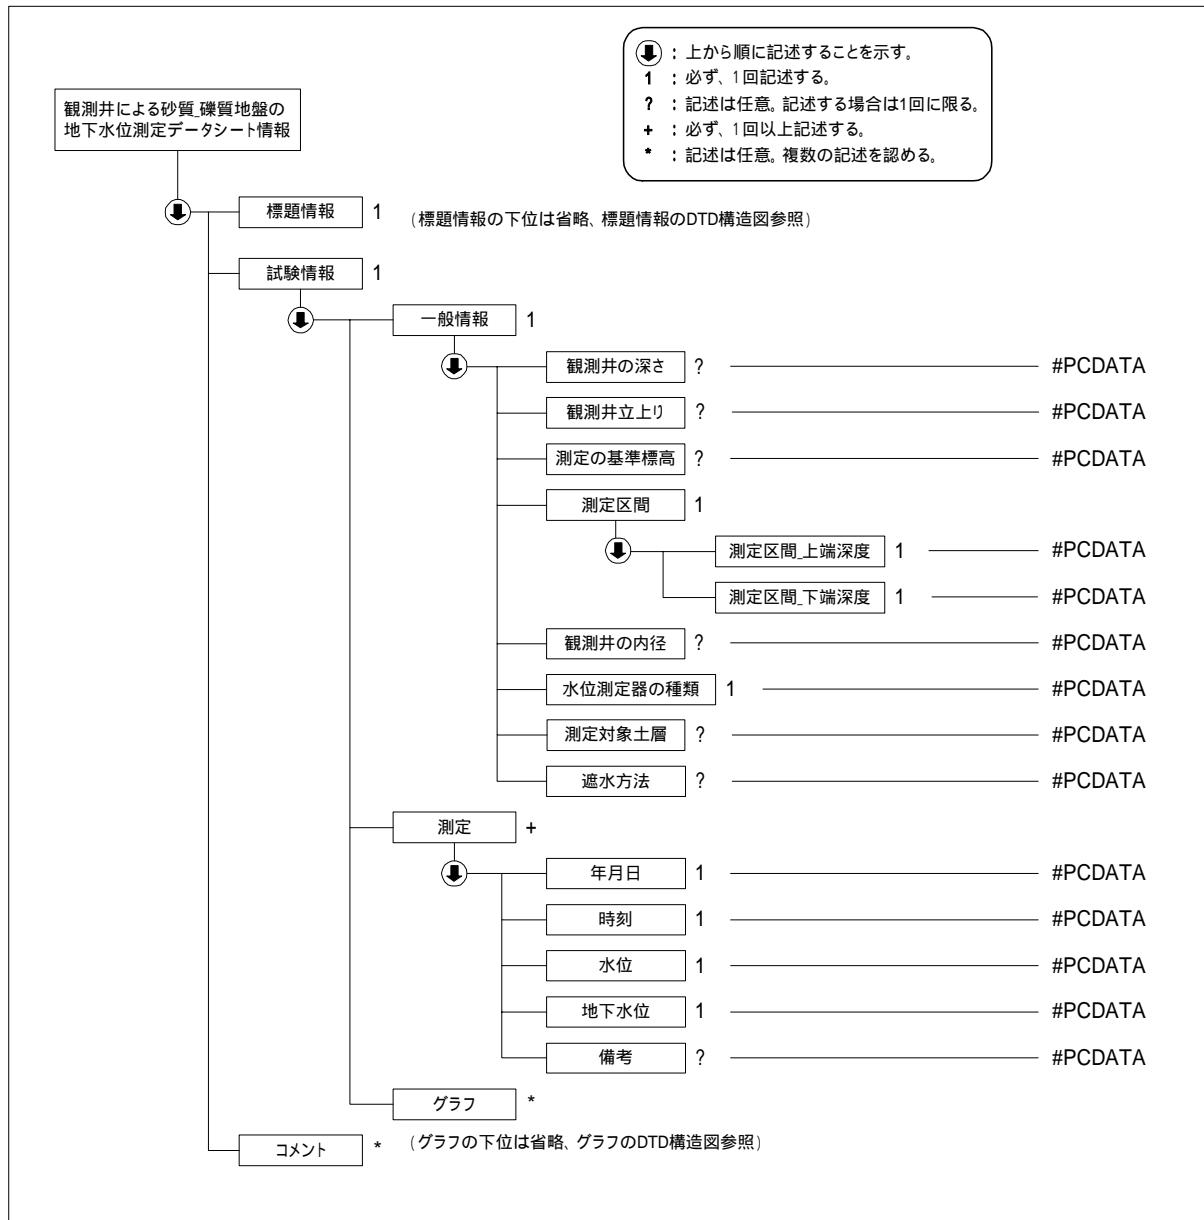 : 上から順に記述することを示す。
1 : 必ず、1回記述する。
? : 記述は任意。記述する場合は1回に限る。
+ : 必ず、1回以上記述する。
* : 記述は任意。複数の記述を認める。
観測井による砂質_礫質地盤の
地下水位測定データシート情報
標題情報 1 (標題情報の下位は省略、標題情報のDTD構造図参照)
試験情報 1
一般情報 1
観測井の深さ ? #PCDATA
観測井立上り ? #PCDATA
測定の基準標高 ? #PCDATA
測定区間 1
測定区間_上端深度 1 #PCDATA
測定区間_下端深度 1 #PCDATA
観測井の内径 ? #PCDATA
水位測定器の種類 1 #PCDATA
測定対象土層 ? #PCDATA
遮水方法 ? #PCDATA
測定 +
年月日 1 #PCDATA
時刻 1 #PCDATA
水位 1 #PCDATA
地下水位 1 #PCDATA
備考 ? #PCDATA
グラフ *
コメント * (グラフの下位は省略、グラフのDTD構造図参照)